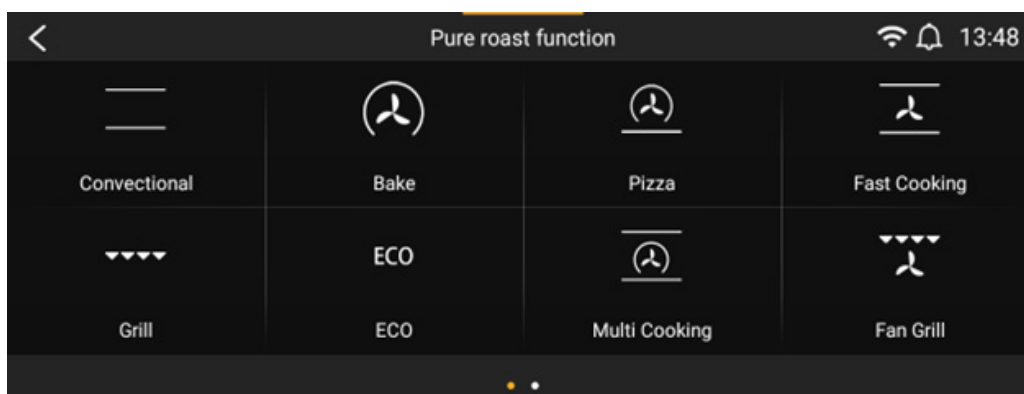 Pure roast function 13:48
Convectional Bake Pizza Fast Cooking
ECO
Grill ECO Multi Cooking Fan Grill